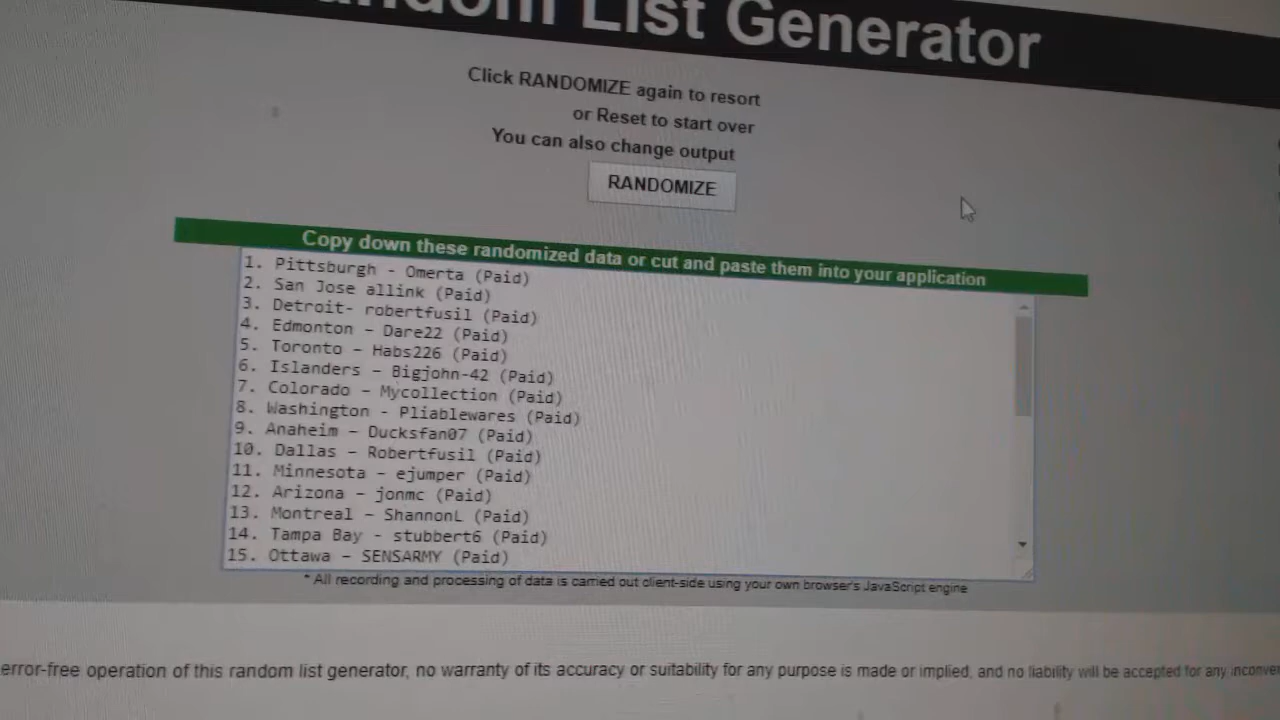 List Generator
Click RANDOMIZE again to resort
or Reset to start over
You can also change output
RANDOMIZE
Copy down these randomized data or cut and paste them into your application
1. Pittsburgh - Omerta (Paid)
2. San Jose allink (Paid)
3. Detroit- robertfusil (Paid)
4. Edmonton - Dare22 (Paid)
5. Toronto - Habs226 (Paid)
6. Islanders - Bigjohn-42 (Paid)
7. Colorado - Mycollection (Paid)
8. Washington - Pliablewares (Paid)
9. Anaheim - Ducksfan07 (Paid)
10. Dallas - Robertfusil (Paid)
11. Minnesota - ejumper (Paid)
12. Arizona - jonmc (Paid)
13. Montreal - ShannonL (Paid)
14. Tampa Bay - stubbert6 (Paid)
15. Ottawa - SENSARMY (Paid)
* All recording and processing of data is carried out client-side using your own browser's JavaScript engine
error-free operation of this random list generator, no warranty of its accuracy or suitability for any purpose is made or implied, and no liability will be accepted for any